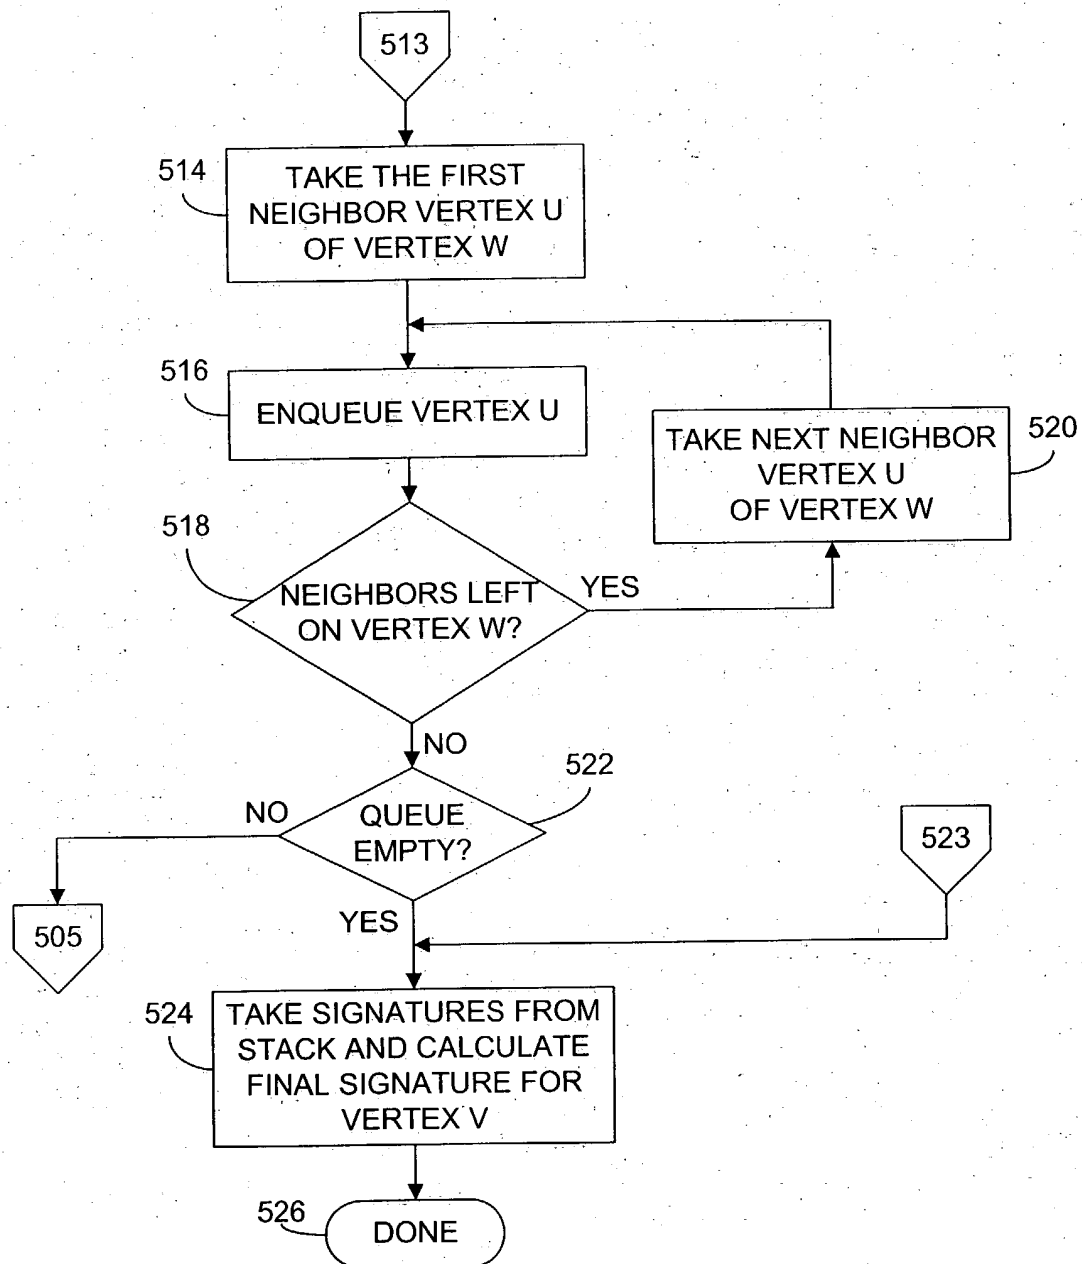 513
514
TAKE THE FIRST
NEIGHBOR VERTEX U
OF VERTEX W
516
ENQUEUE VERTEX U
TAKE NEXT NEIGHBOR
VERTEX U
OF VERTEX W
520
518
NEIGHBORS LEFT
ON VERTEX W?
YES
NO
522
QUEUE
EMPTY?
NO
505
YES
523
524
TAKE SIGNATURES FROM
STACK AND CALCULATE
FINAL SIGNATURE FOR
VERTEX V
526
DONE